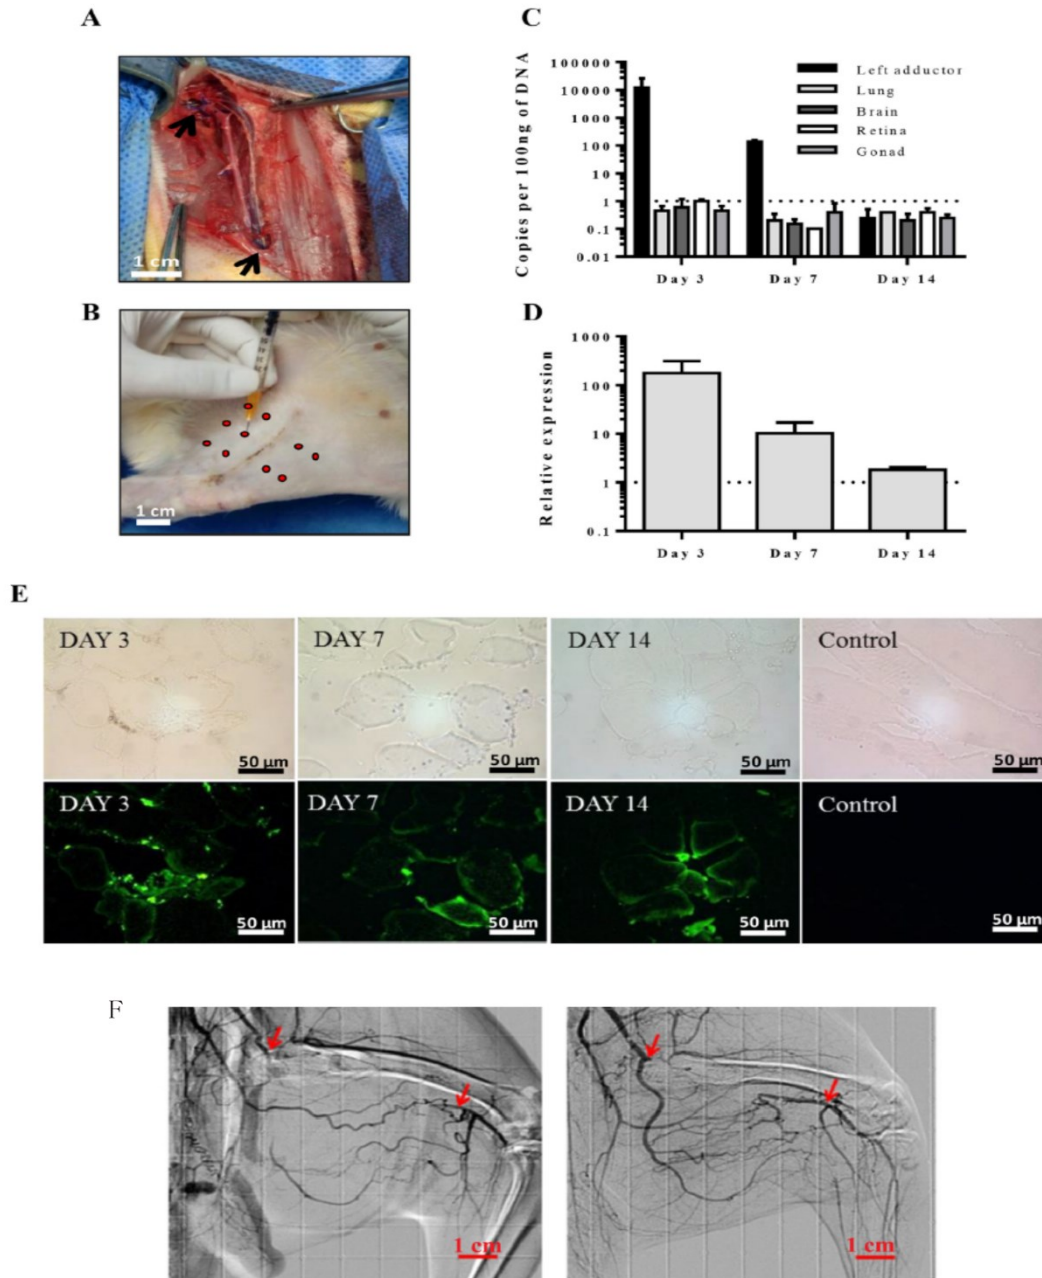 A
1 cm
B
1 cm
C
Copies per 100ng of DNA
100000
10000
1000
100
10
1
0.1
0.01
Left adductor
Lung
Brain
Retina
Gonad
Day 3
Day 7
Day 14
D
Relative expression
1000
100
10
1
0.1
Day 3
Day 7
Day 14
E
DAY 3
50 µm
DAY 7
50 µm
DAY 14
50 µm
Control
50 µm
DAY 3
50 µm
DAY 7
50 µm
DAY 14
50 µm
Control
50 µm
F
1 cm
1 cm